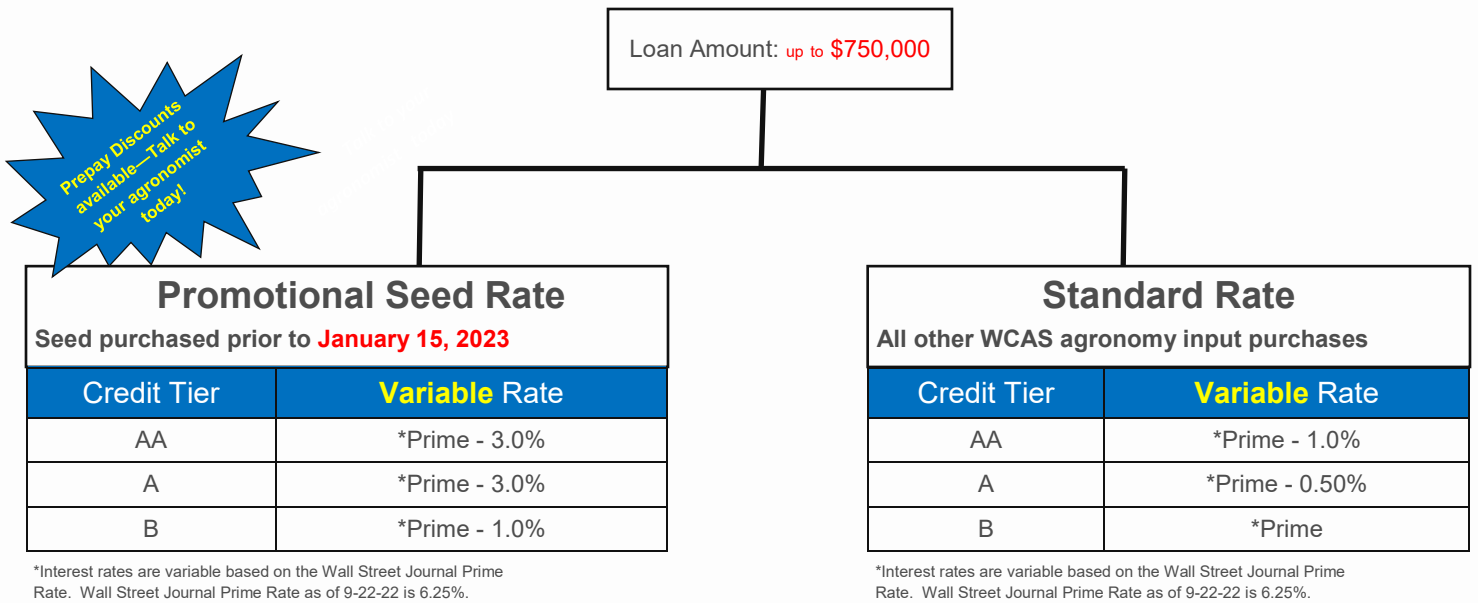 Loan Amount: up to $750,000
Prepay Discounts
available—Talk to
your agronomist
today!
Promotional Seed Rate
Seed purchased prior to January 15, 2023
Credit Tier Variable Rate
AA *Prime - 3.0%
A *Prime - 3.0%
B *Prime - 1.0%
*Interest rates are variable based on the Wall Street Journal Prime
Rate. Wall Street Journal Prime Rate as of 9-22-22 is 6.25%.
Standard Rate
All other WCAS agronomy input purchases
Credit Tier Variable Rate
AA *Prime - 1.0%
A *Prime - 0.50%
B *Prime
*Interest rates are variable based on the Wall Street Journal Prime
Rate. Wall Street Journal Prime Rate as of 9-22-22 is 6.25%.